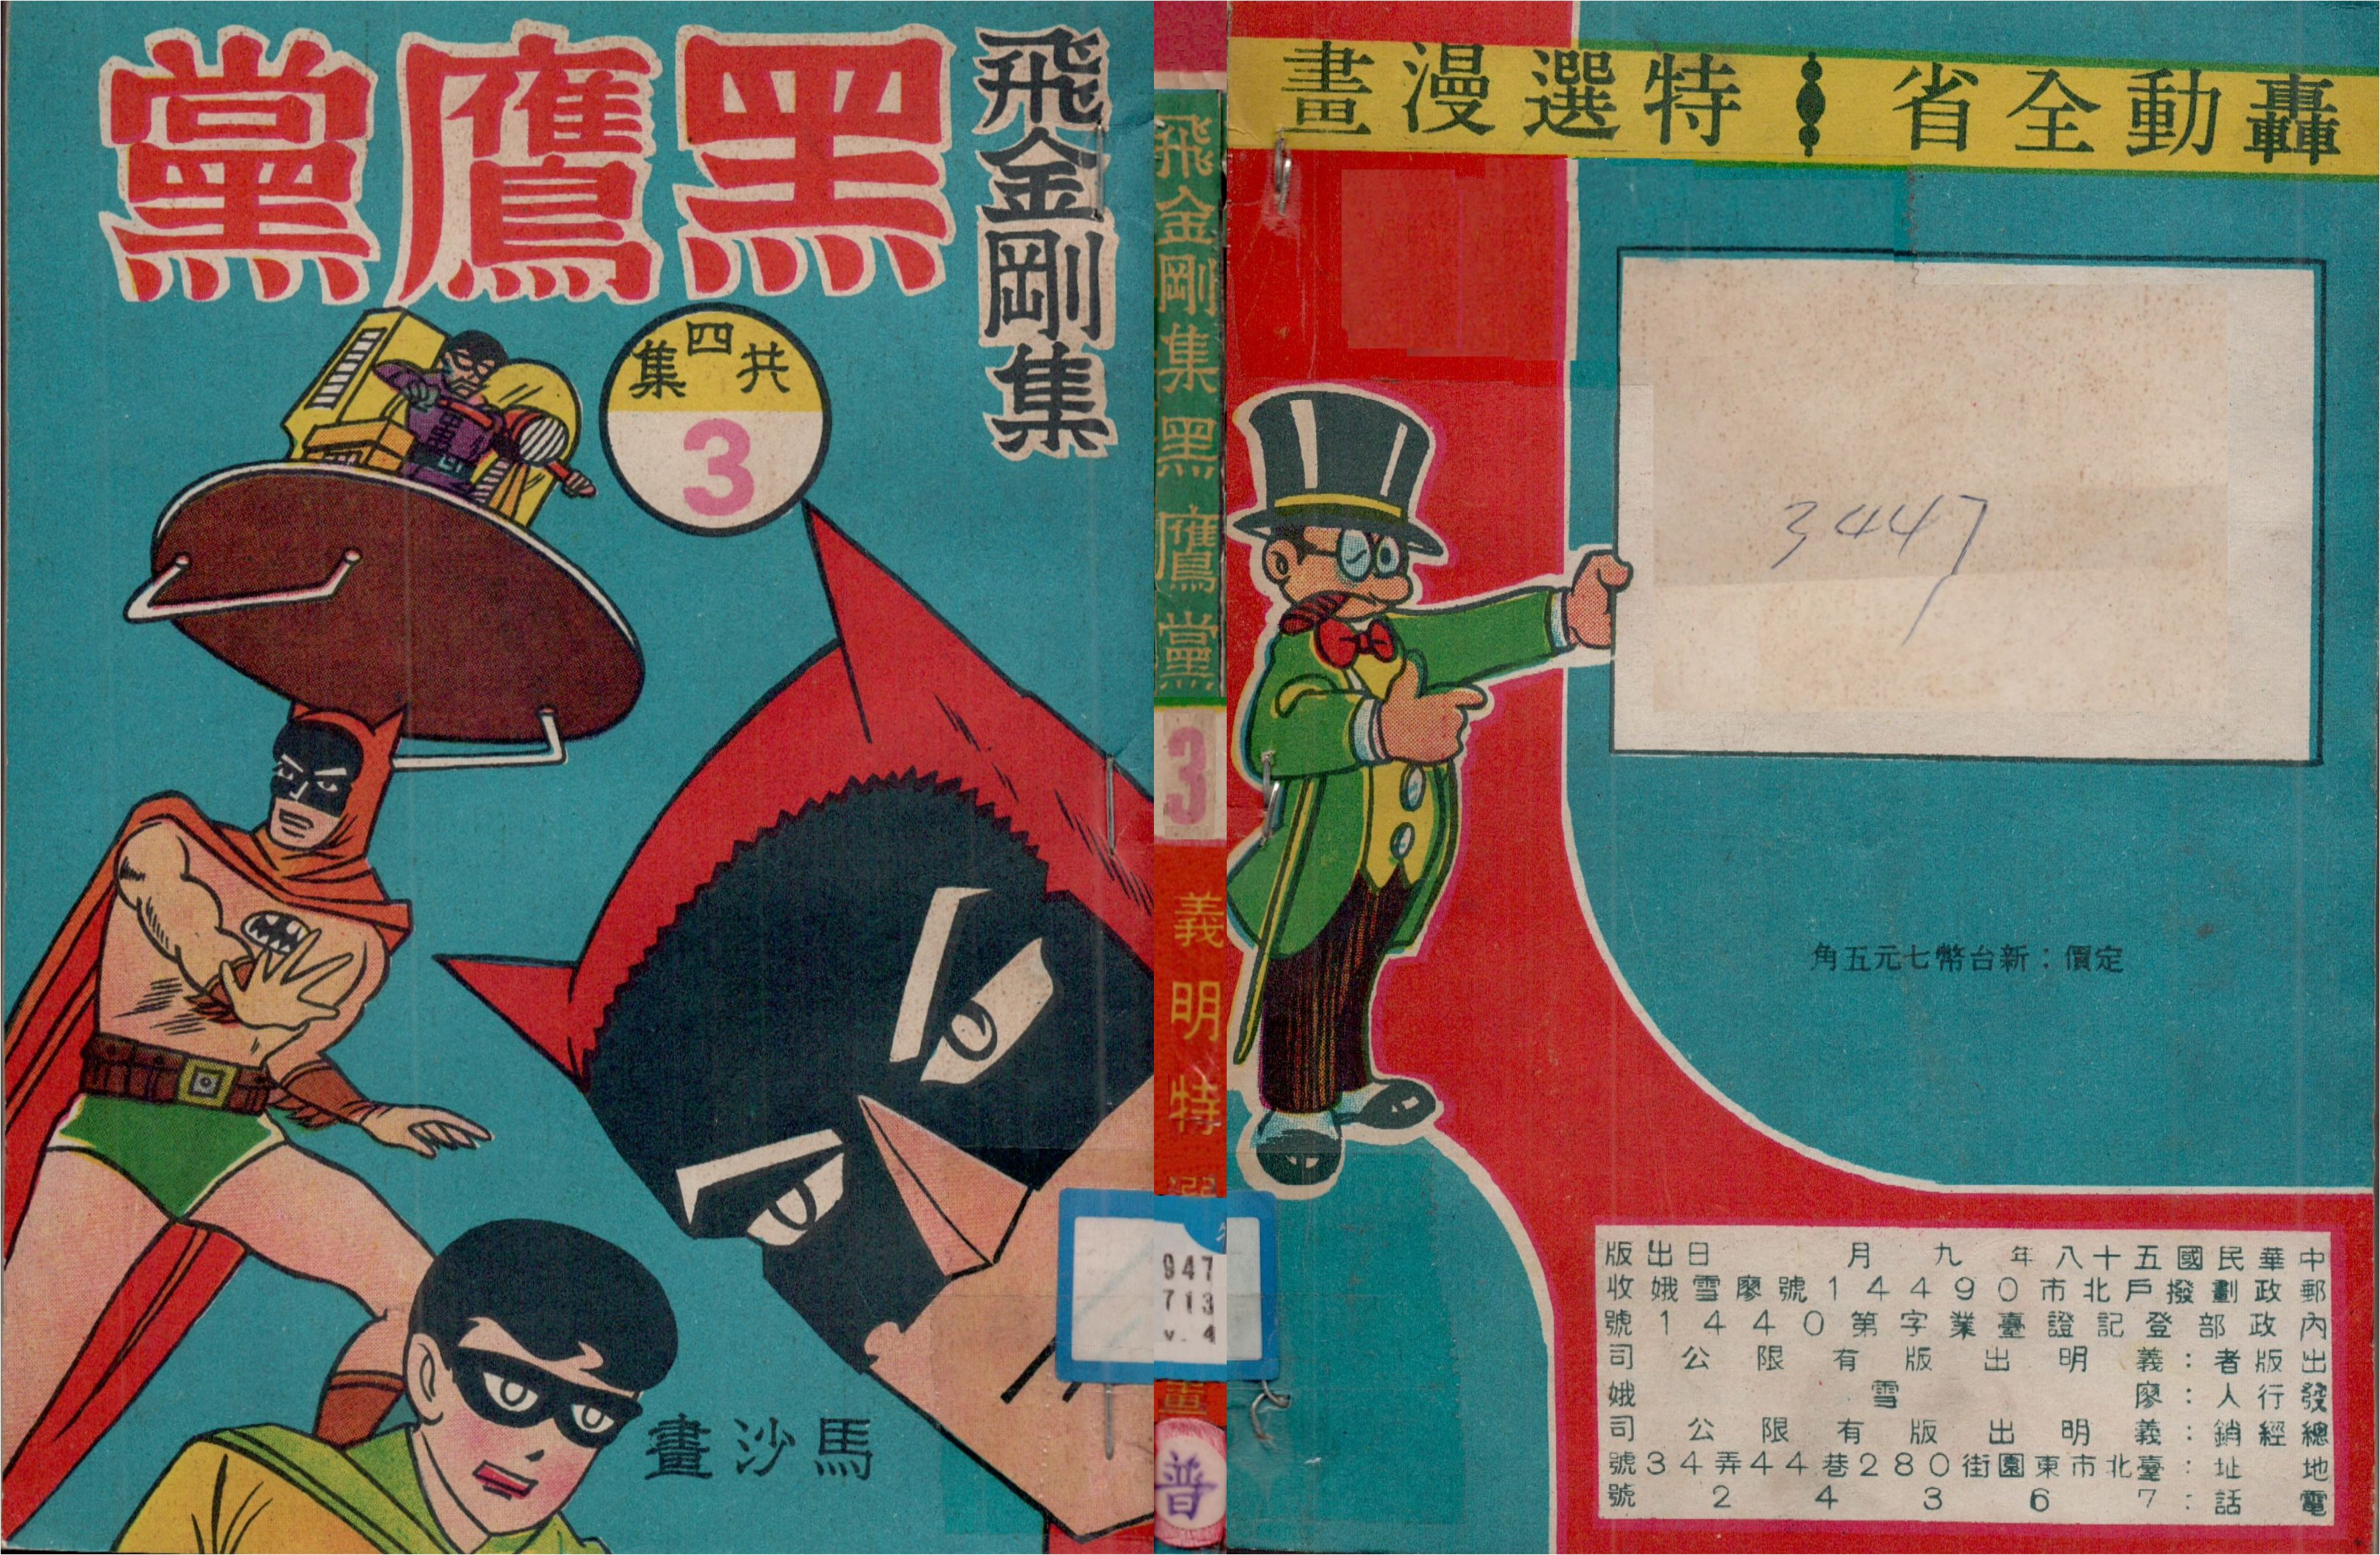 飛金剛集
黑鷹黨
共四集
3
馬沙畫
飛金剛集黑鷹黨
3
義明特
畫
947
713
v. 4
普
轟動全省 特選漫畫
3447
定價：新台幣七元五角
中華民國五十八年九月 日出版
郵政劃撥戶北市09441號廖雪娥收
內政部登記證臺業字第0441號
出版者：義明出版有限公司
發行人：廖雪娥
總經銷：義明出版有限公司
地址：臺北市東園街280巷44弄34號
電話：76342號